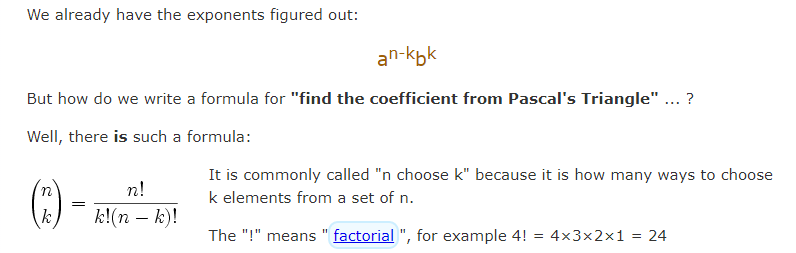 We already have the exponents figured out:
aⁿ⁻ᵏbᵏ
But how do we write a formula for "find the coefficient from Pascal's Triangle" ... ?
Well, there is such a formula:
(n k) = n! / k!(n − k)!
It is commonly called "n choose k" because it is how many ways to choose
k elements from a set of n.
The "!" means "factorial", for example 4! = 4×3×2×1 = 24